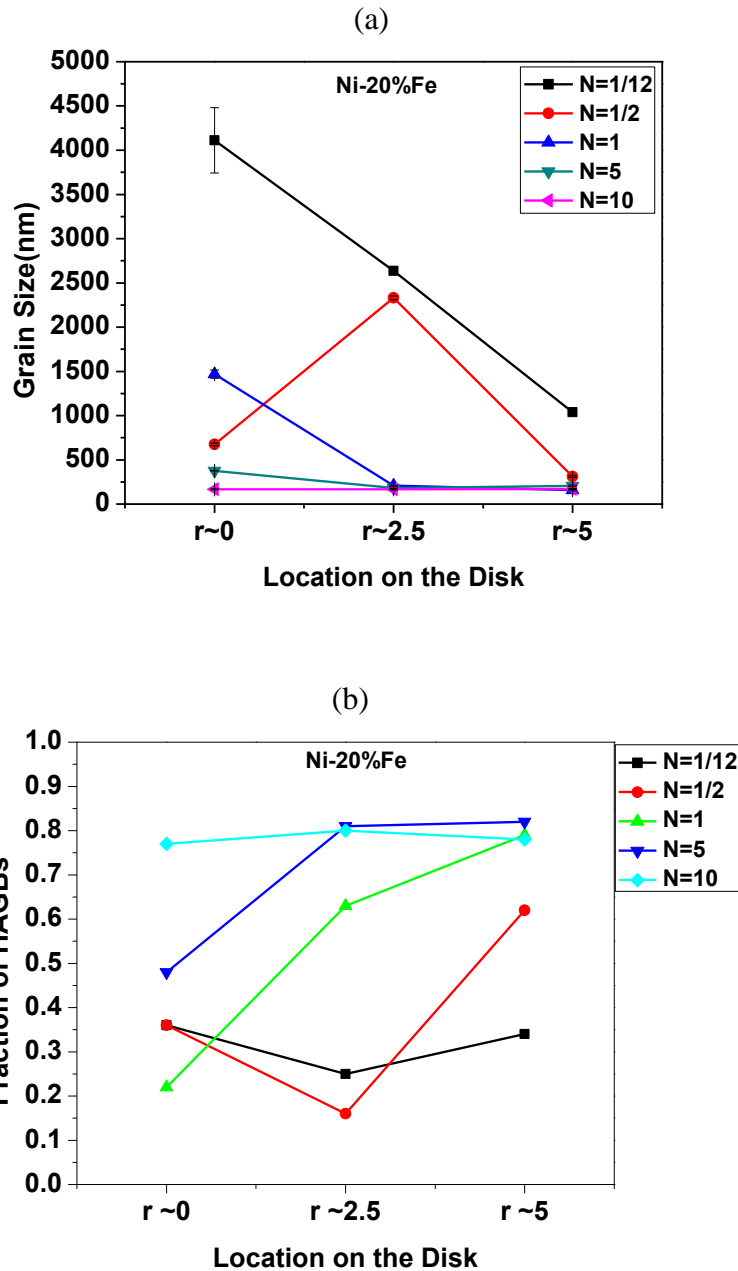 (a)
5000
4500
4000
3500
3000
2500
2000
1500
1000
500
0
Grain Size(nm)
Ni-20%Fe
N=1/12
N=1/2
N=1
N=5
N=10
r~0
r~2.5
r~5
Location on the Disk
(b)
1.0
0.9
0.8
0.7
0.6
0.5
0.4
0.3
0.2
0.1
0.0
Fraction of HAGBs
Ni-20%Fe
N=1/12
N=1/2
N=1
N=5
N=10
r ~0
r ~2.5
r ~5
Location on the Disk